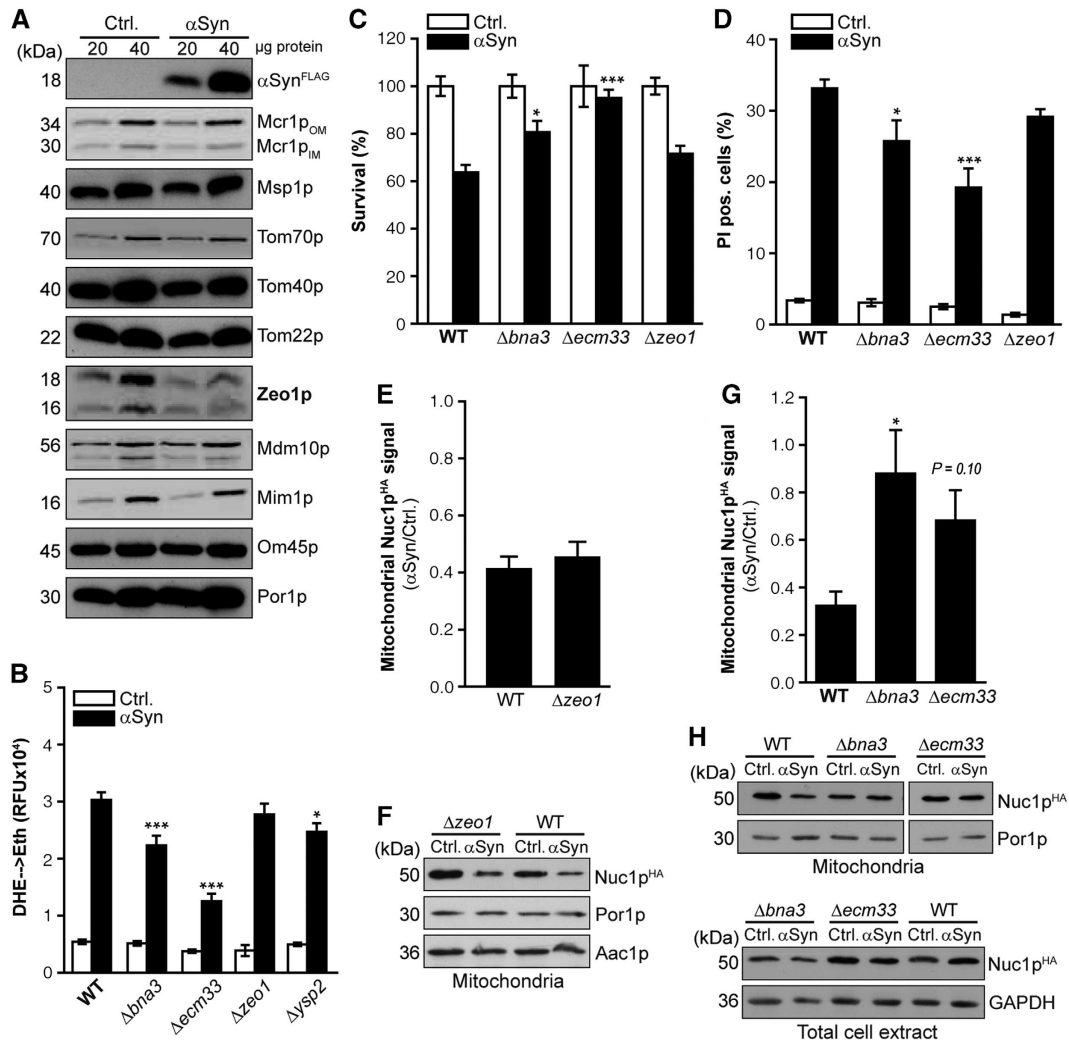 A
Ctrl. αSyn
(kDa) 20 40 20 40 μg protein
18 αSynFLAG
34 Mcr1pOM
30 Mcr1pIM
40 Msp1p
70 Tom70p
40 Tom40p
22 Tom22p
18 Zeo1p
16
56 Mdm10p
16 Mim1p
45 Om45p
30 Por1p
B
Ctrl.
αSyn
DHE-->Eth (RFUx10⁴)
5
4
3
2
1
0
*** *** *
WT Δbna3 Δecm33 Δzeo1 Δysp2
C
Ctrl.
αSyn
Survival (%)
120
100
80
60
40
20
0
* ***
WT Δbna3 Δecm33 Δzeo1
D
Ctrl.
αSyn
PI pos. cells (%)
40
30
20
10
0
* ***
WT Δbna3 Δecm33 Δzeo1
E
Mitochondrial Nuc1pHA signal
(αSyn/Ctrl.)
1.0
0.8
0.6
0.4
0.2
0.0
WT Δzeo1
F
Δzeo1 WT
(kDa) Ctrl. αSyn Ctrl. αSyn
50 Nuc1pHA
30 Por1p
36 Aac1p
Mitochondria
G
Mitochondrial Nuc1pHA signal
(αSyn/Ctrl.)
1.2
1.0
0.8
0.6
0.4
0.2
0.0
* P = 0.10
WT Δbna3 Δecm33
H
WT Δbna3 Δecm33
(kDa) Ctrl. αSyn Ctrl. αSyn Ctrl. αSyn
50 Nuc1pHA
30 Por1p
Mitochondria
Δbna3 Δecm33 WT
(kDa) Ctrl. αSyn Ctrl. αSyn Ctrl. αSyn
50 Nuc1pHA
36 GAPDH
Total cell extract